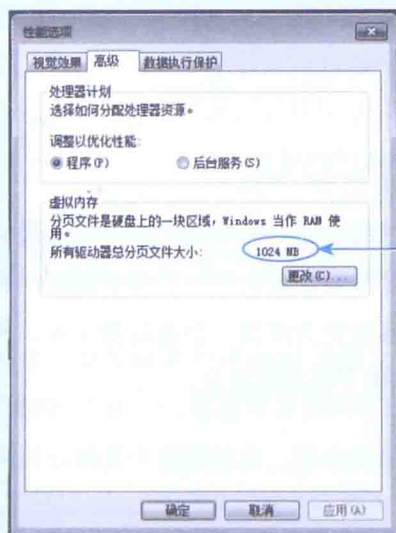 性能选项
视觉效果 高级 数据执行保护
处理器计划
选择如何分配处理器资源。
调整以优化性能:
程序(P) 后台服务(S)
虚拟内存
分页文件是硬盘上的一块区域，Windows 当作 RAM 使
用。
所有驱动器总分页文件大小: 1024 MB
更改(C)...
确定 取消 应用(A)